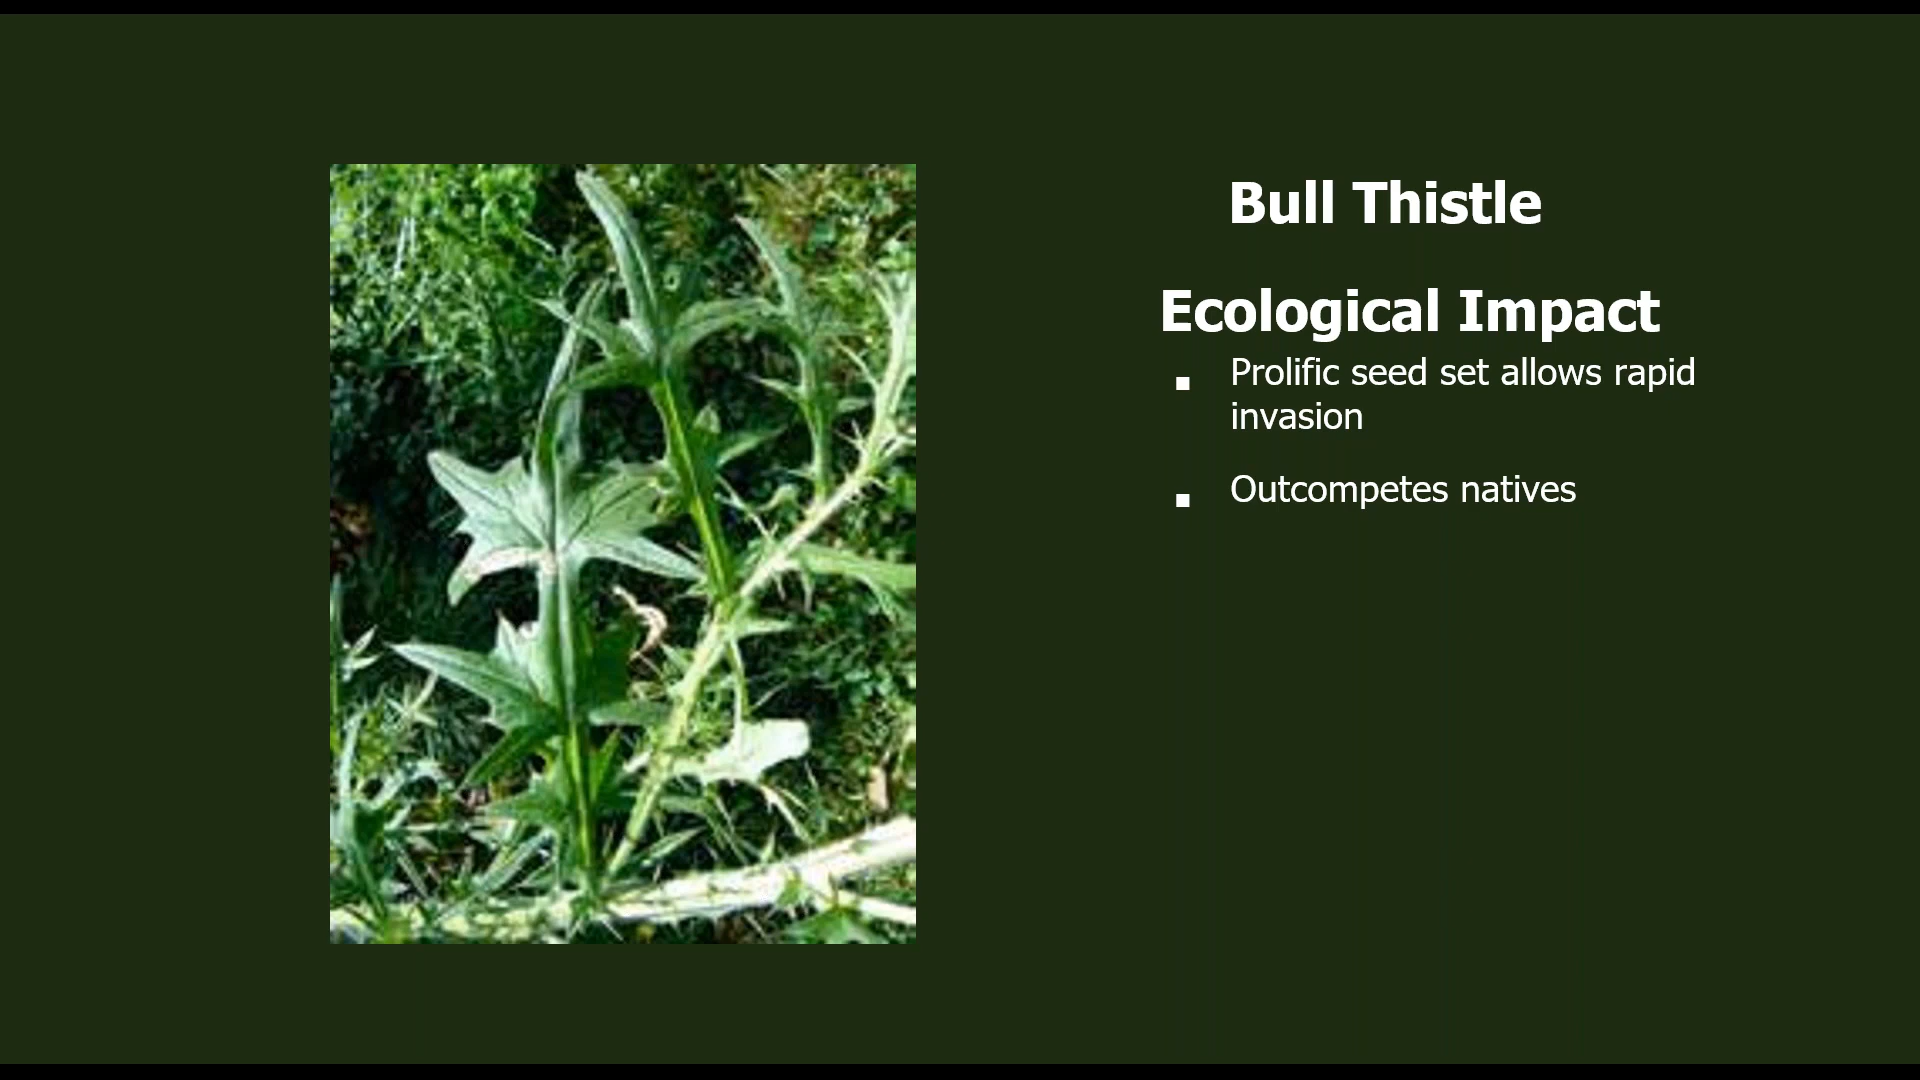 Bull Thistle
Ecological Impact
▪ Prolific seed set allows rapid
invasion
▪ Outcompetes natives